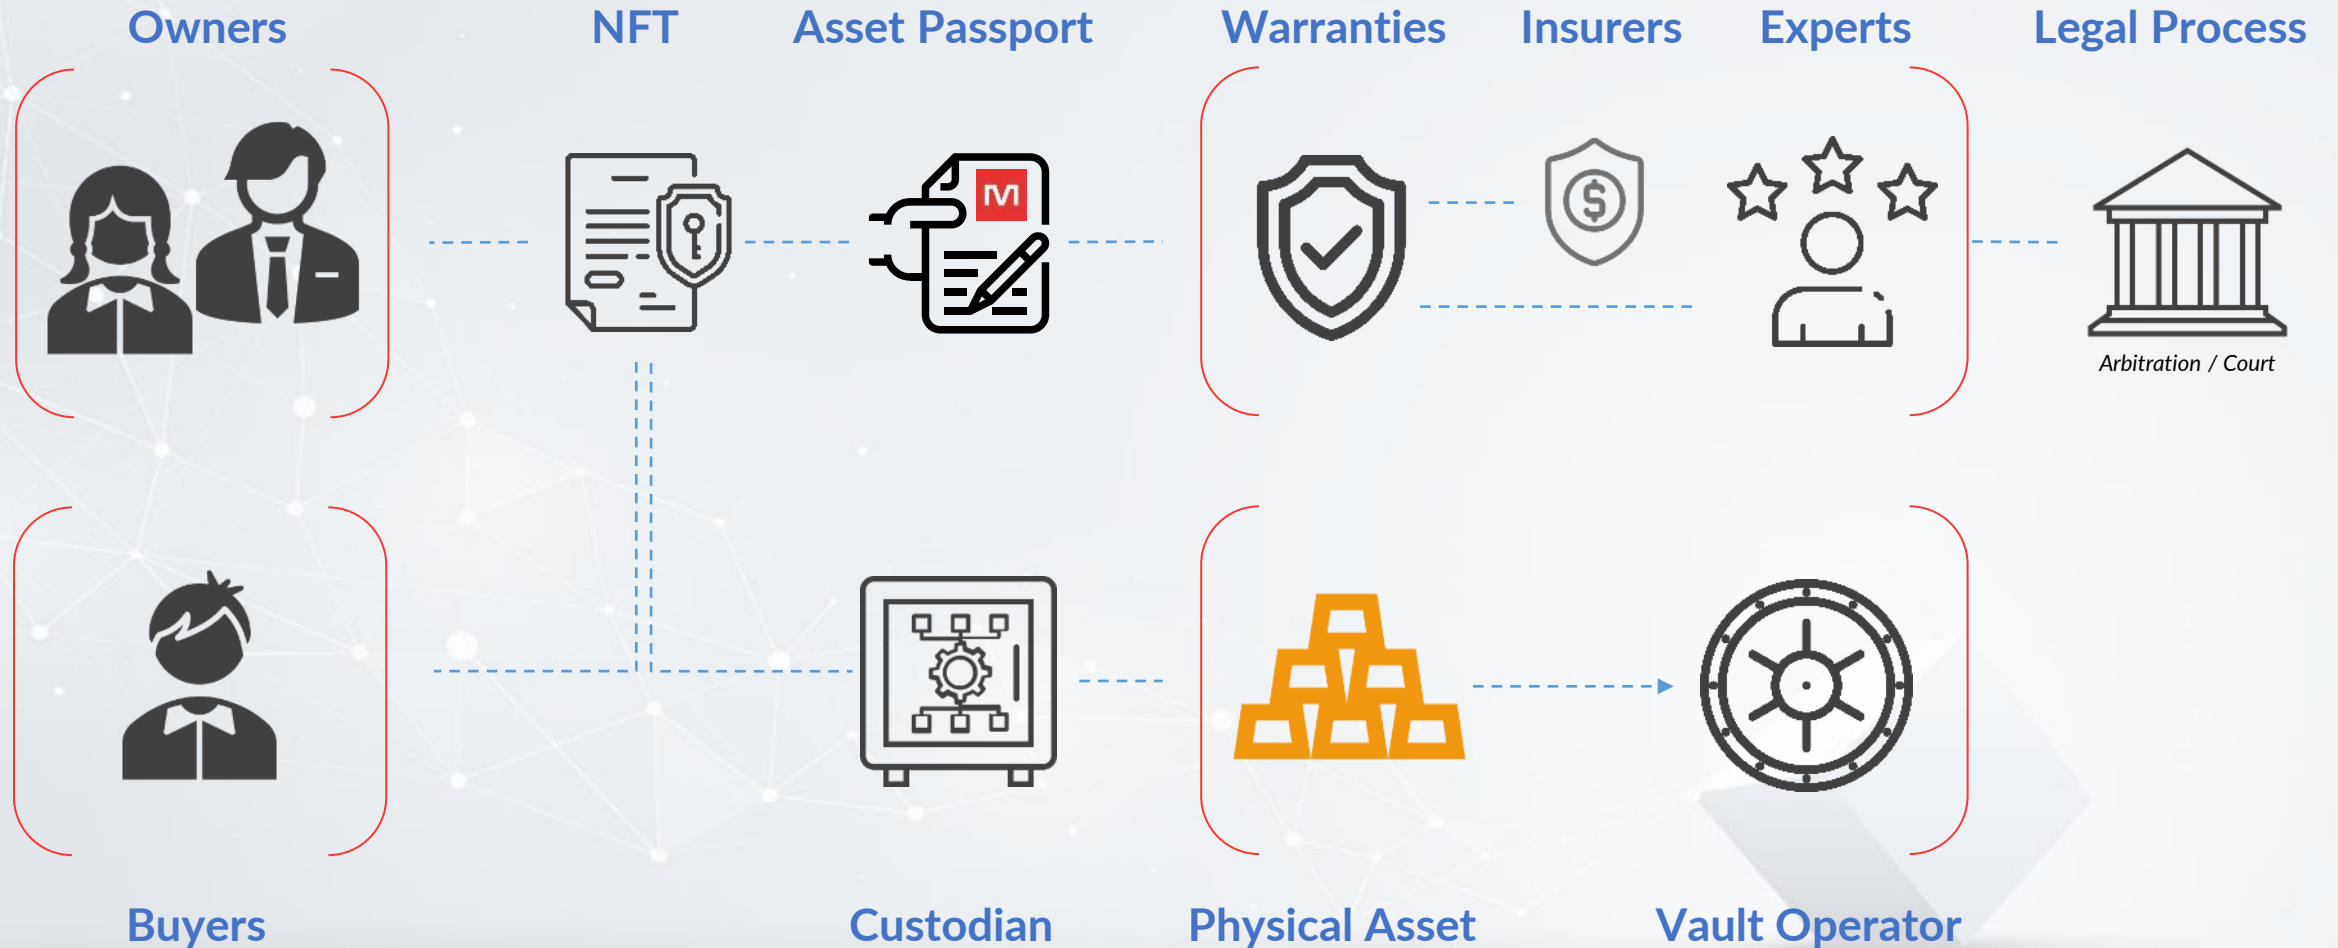 Owners
NFT
Asset Passport
Warranties
Insurers
Experts
Legal Process
M
$
Arbitration / Court
Buyers
Custodian
Physical Asset
Vault Operator